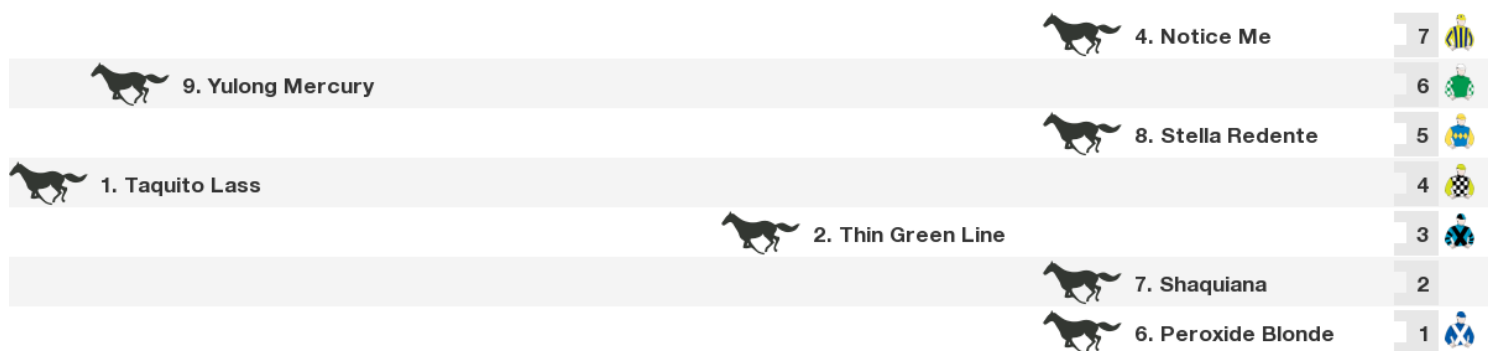 4. Notice Me 7
9. Yulong Mercury 6
8. Stella Redente 5
1. Taquito Lass 4
2. Thin Green Line 3
7. Shaquiana 2
6. Peroxide Blonde 1